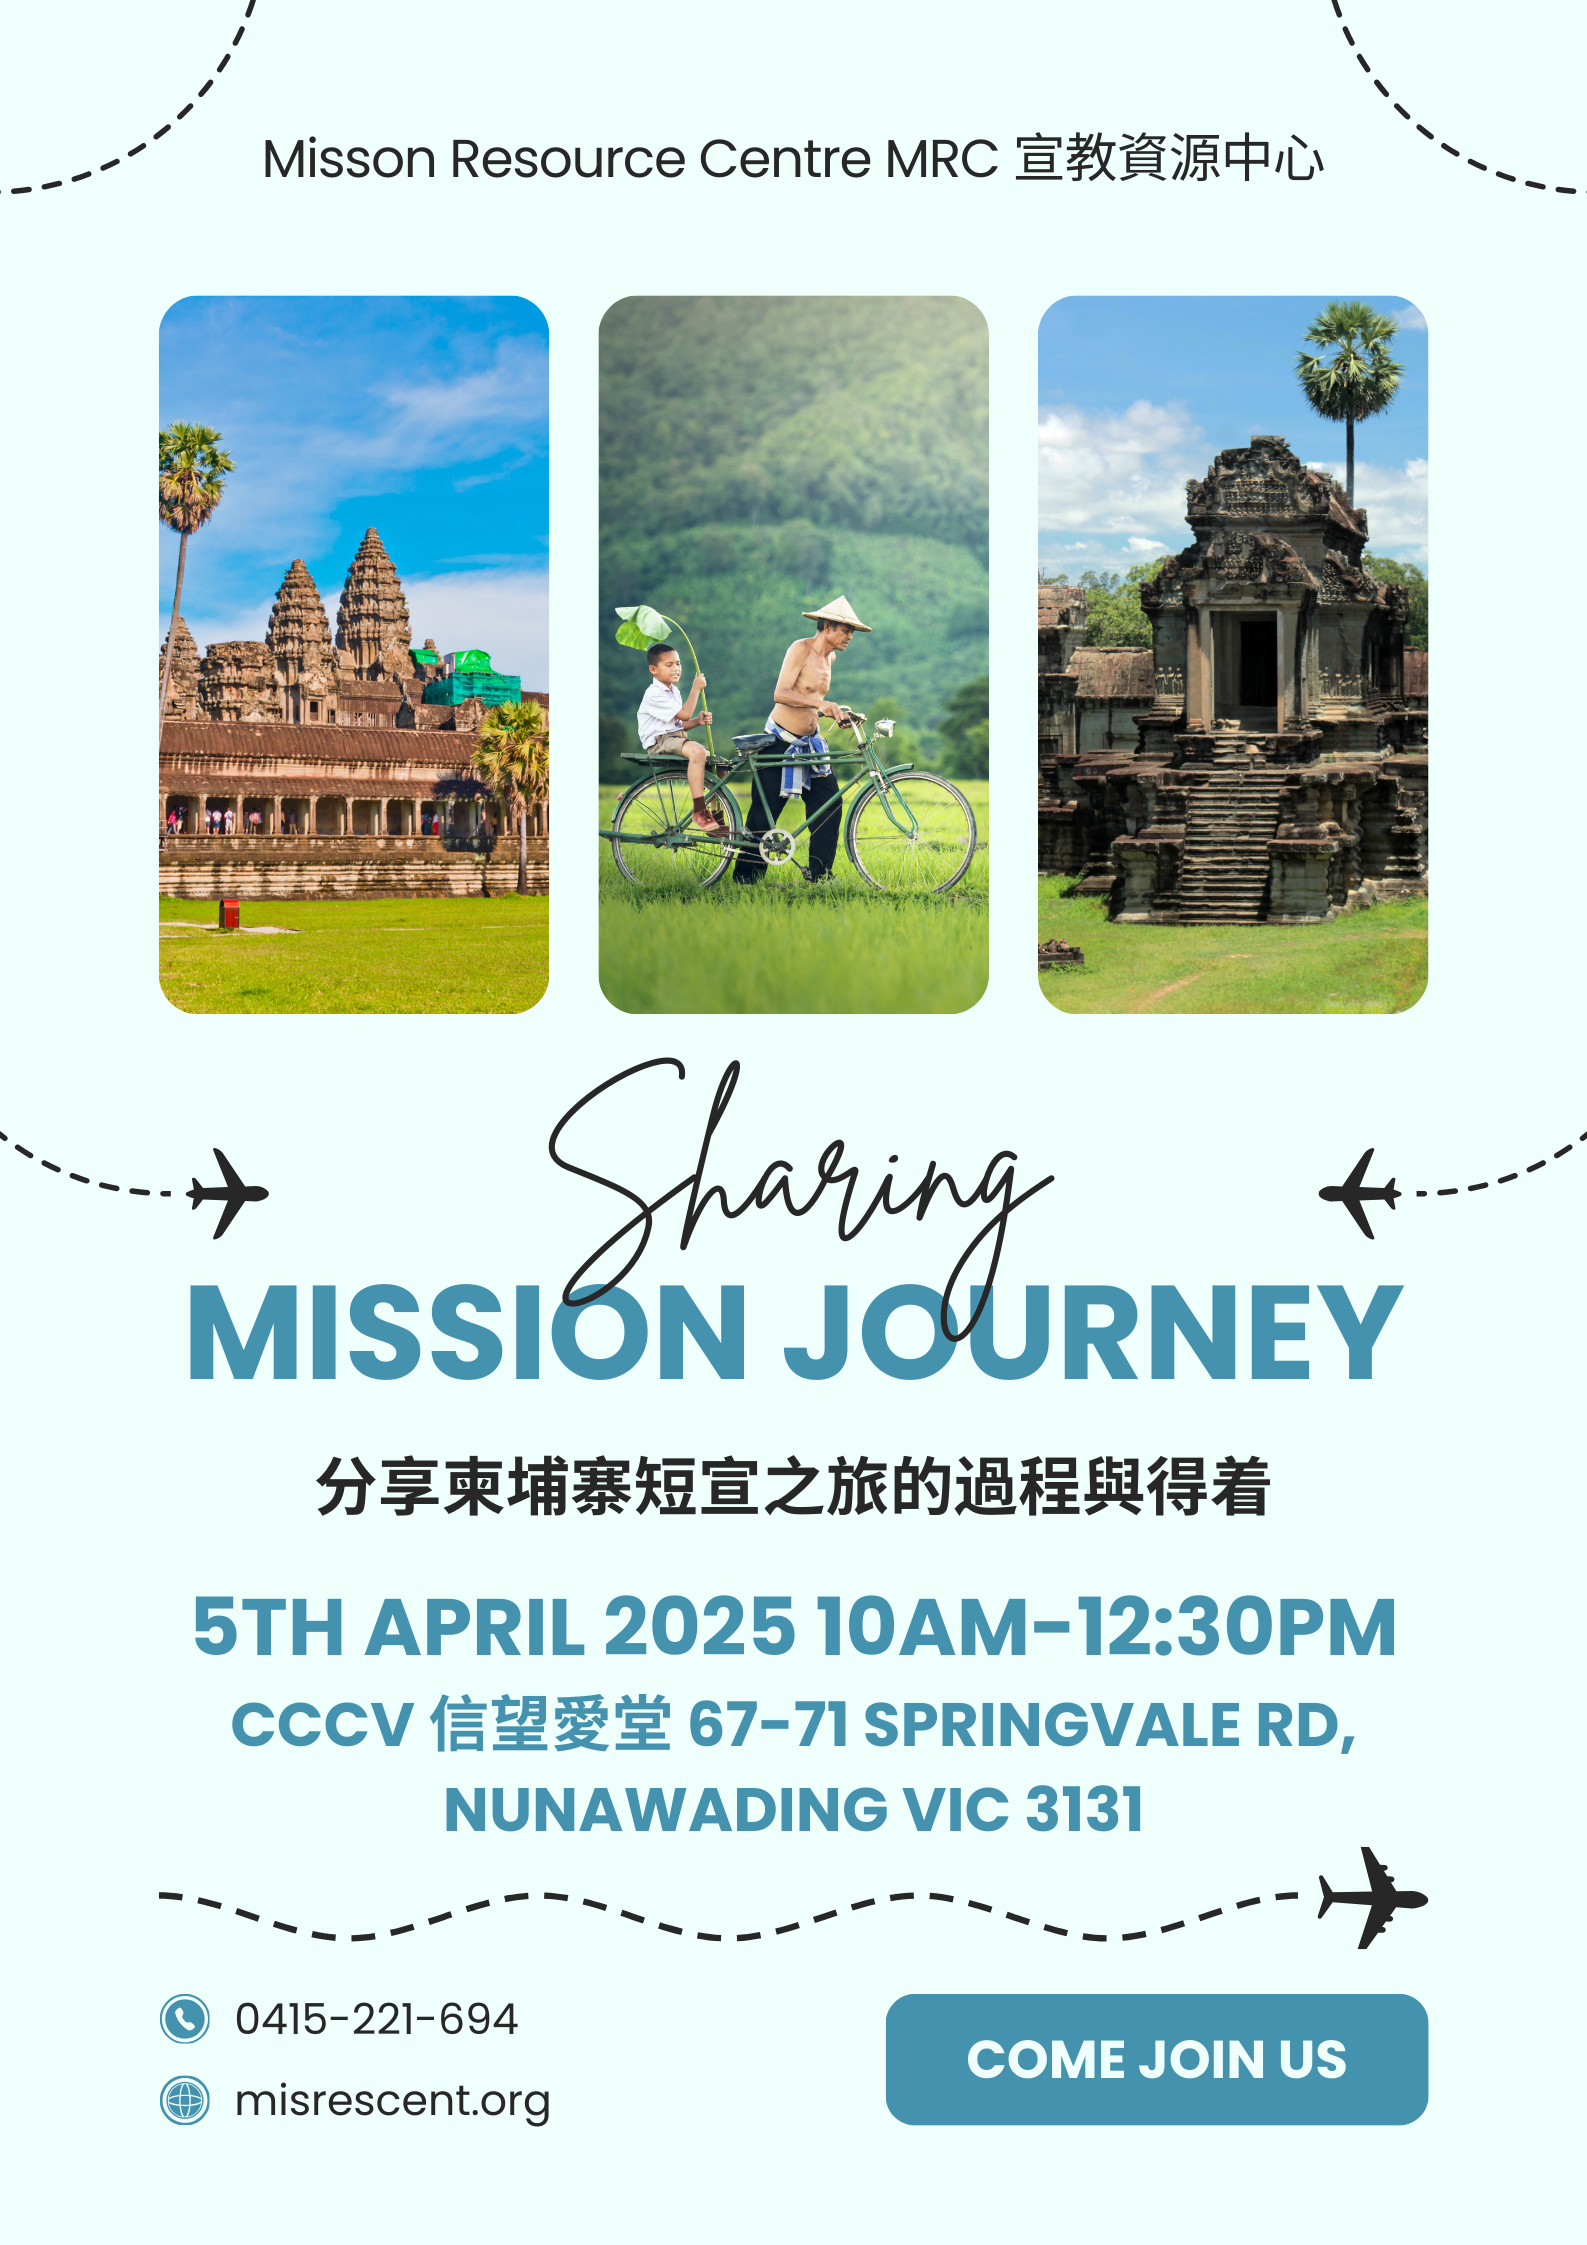 Misson Resource Centre MRC 宣教資源中心
Sharing
MISSION JOURNEY
分享柬埔寨短宣之旅的過程與得着
5TH APRIL 2025 10AM-12:30PM
CCCV 信望愛堂 67-71 SPRINGVALE RD,
NUNAWADING VIC 3131
0415-221-694
misrescent.org
COME JOIN US